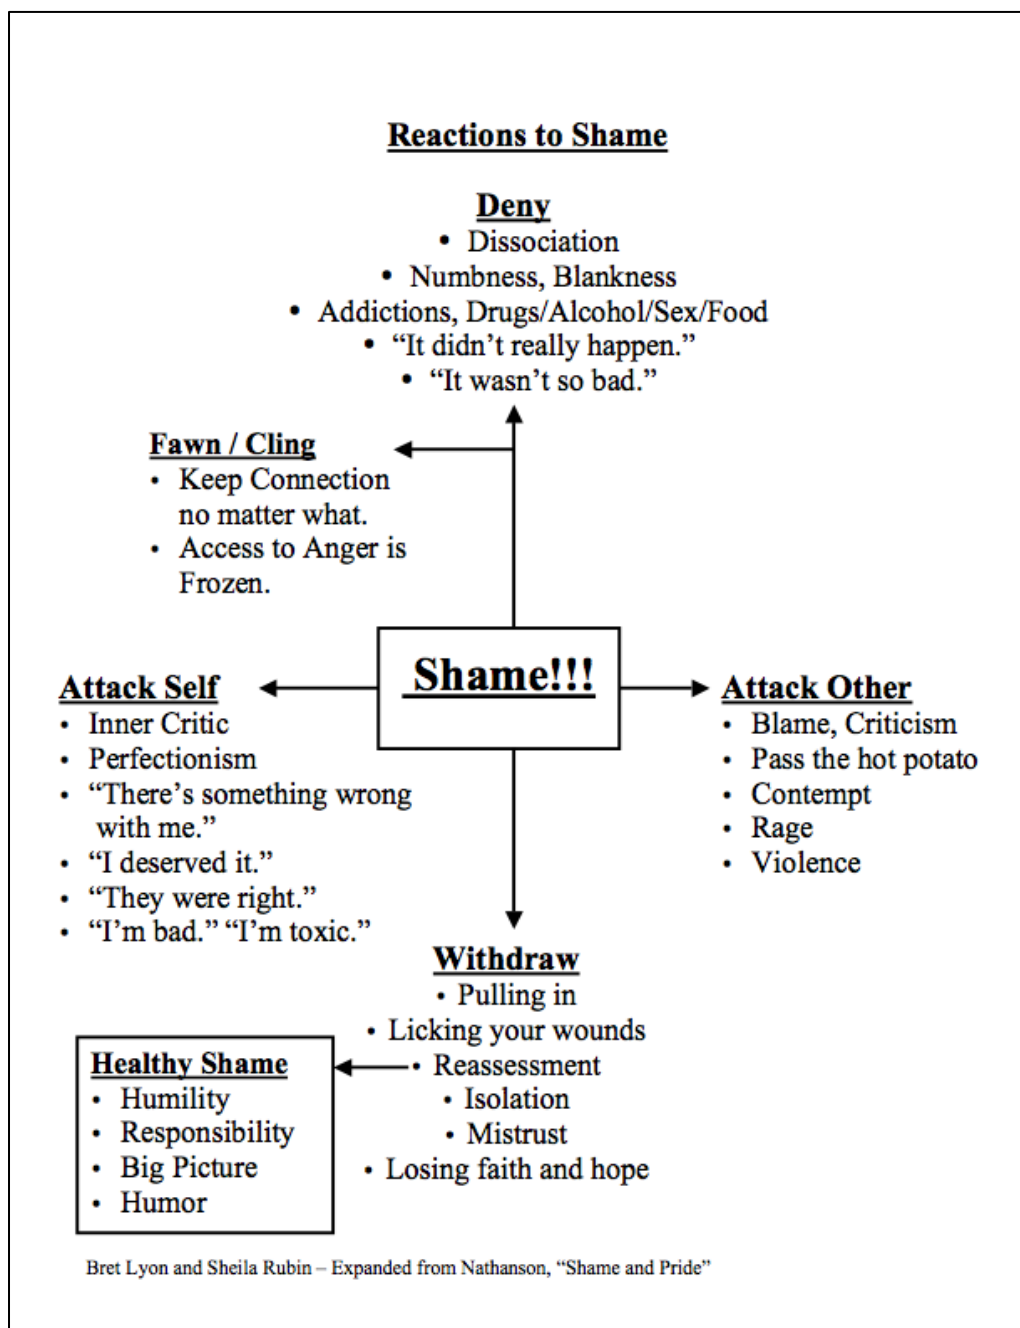 Reactions to Shame
Deny
• Dissociation
• Numbness, Blankness
• Addictions, Drugs/Alcohol/Sex/Food
• “It didn’t really happen.”
• “It wasn’t so bad.”
Fawn / Cling
• Keep Connection
no matter what.
• Access to Anger is
Frozen.
Shame!!!
Attack Self
• Inner Critic
• Perfectionism
• “There’s something wrong
with me.”
• “I deserved it.”
• “They were right.”
• “I’m bad.” “I’m toxic.”
Attack Other
• Blame, Criticism
• Pass the hot potato
• Contempt
• Rage
• Violence
Withdraw
• Pulling in
• Licking your wounds
• Reassessment
• Isolation
• Mistrust
• Losing faith and hope
Healthy Shame
• Humility
• Responsibility
• Big Picture
• Humor
Bret Lyon and Sheila Rubin – Expanded from Nathanson, “Shame and Pride”